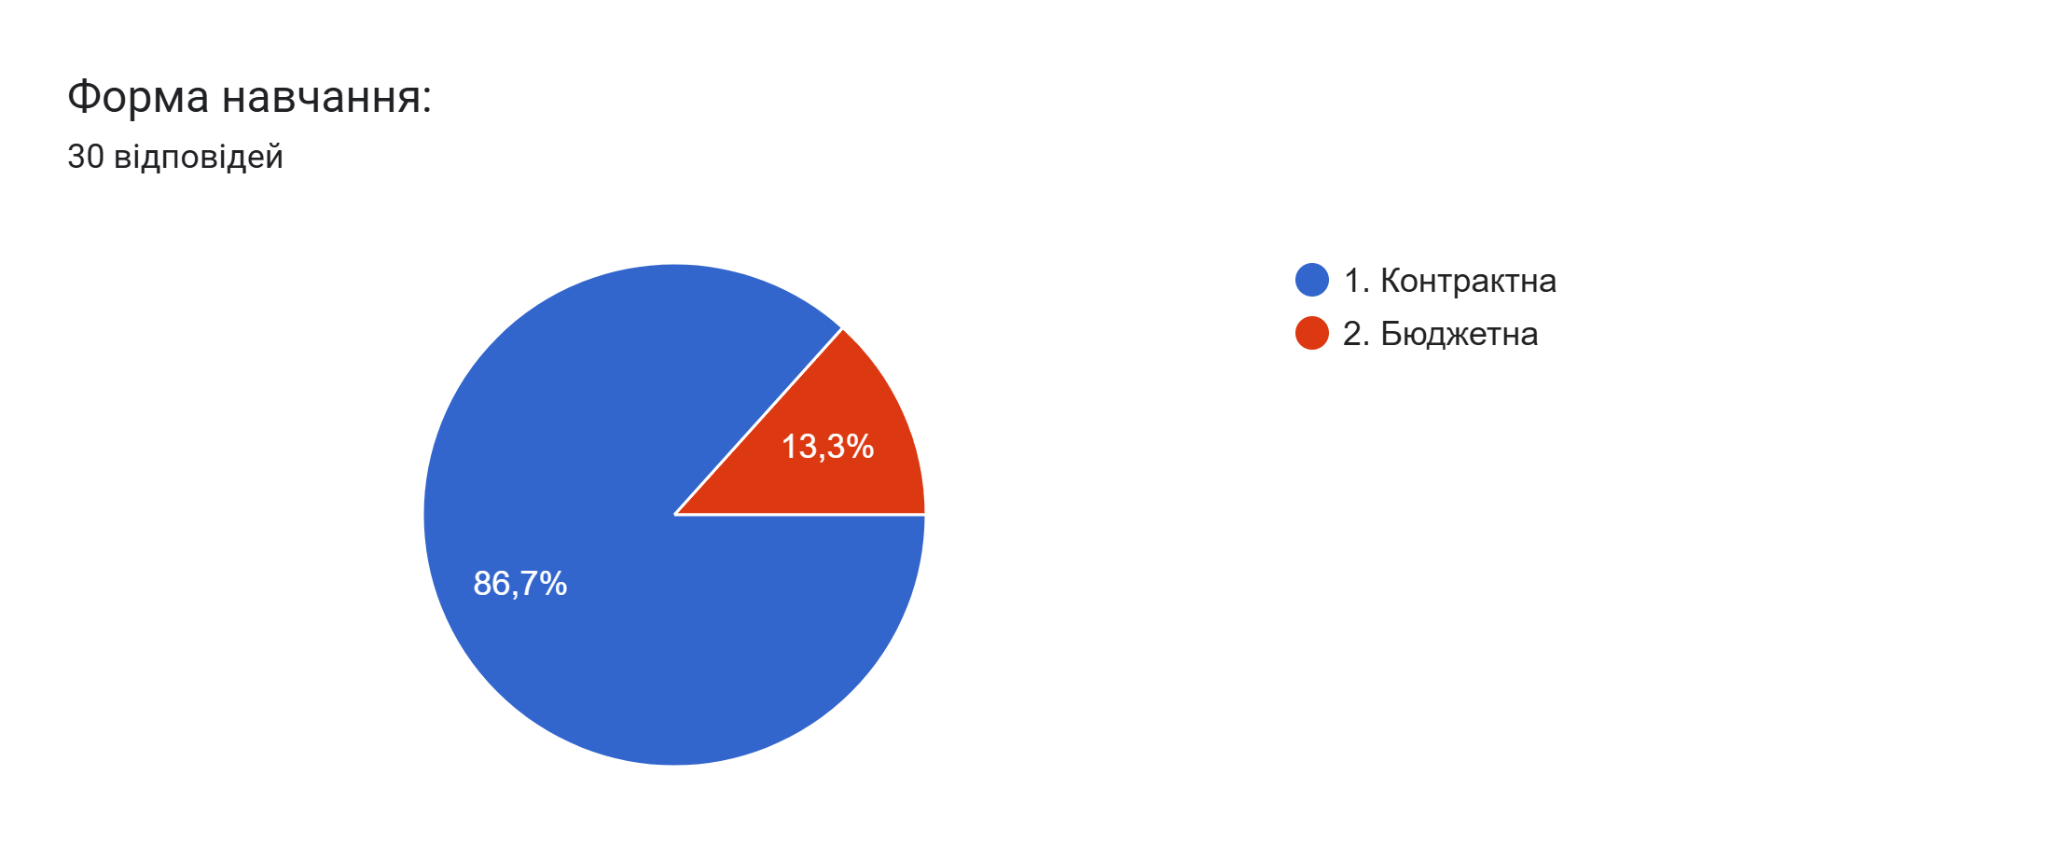 Форма навчання:
30 відповідей
1. Контрактна
2. Бюджетна
13,3%
86,7%